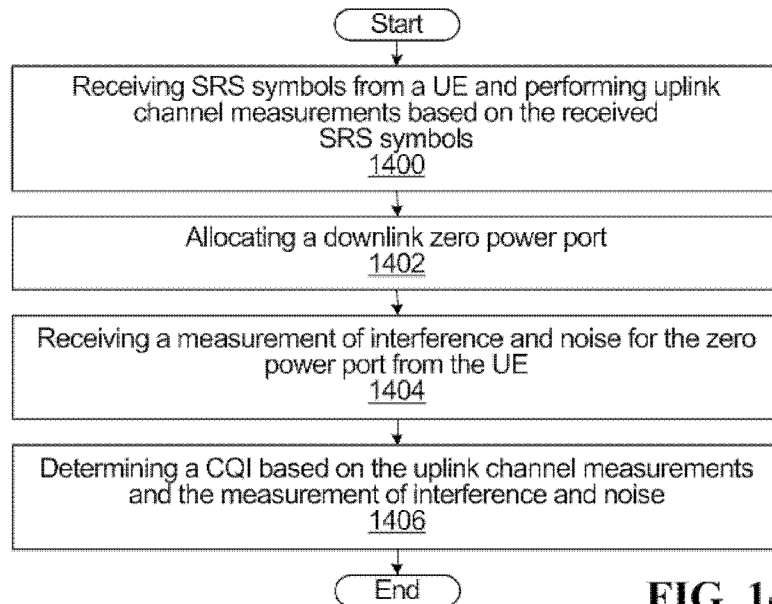 Start
Receiving SRS symbols from a UE and performing uplink
channel measurements based on the received
SRS symbols
1400
Allocating a downlink zero power port
1402
Receiving a measurement of interference and noise for the zero
power port from the UE
1404
Determining a CQI based on the uplink channel measurements
and the measurement of interference and noise
1406
End
FIG.